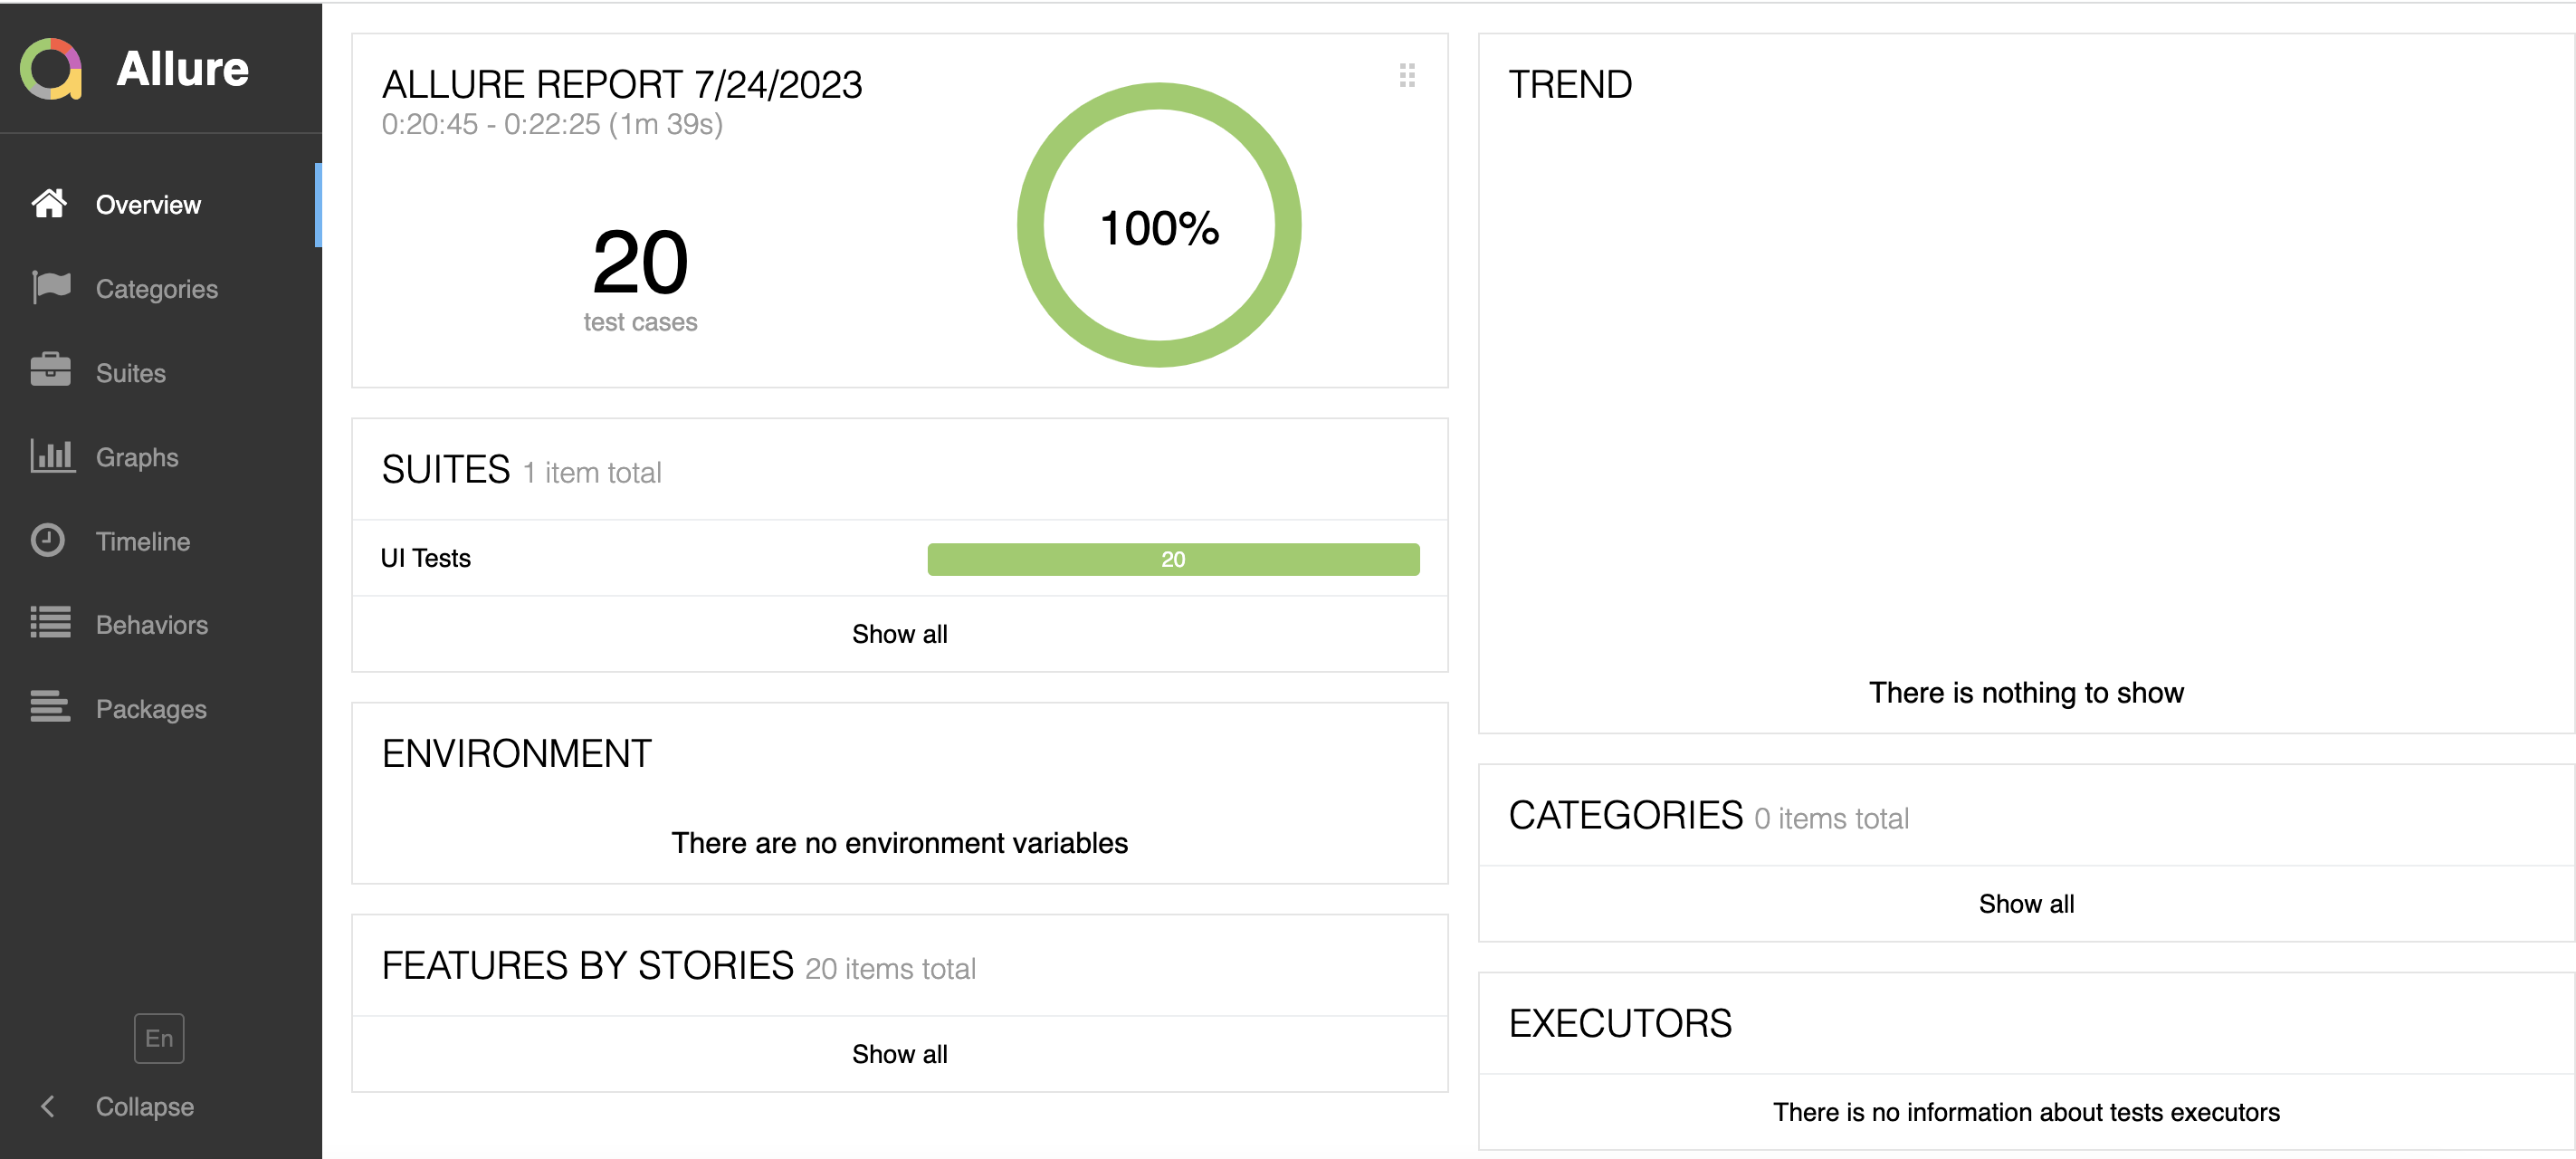 Allure
Overview
Categories
Suites
Graphs
Timeline
Behaviors
Packages
En
Collapse
ALLURE REPORT 7/24/2023
0:20:45 - 0:22:25 (1m 39s)
20
test cases
100%
SUITES 1 item total
UI Tests 20
Show all
ENVIRONMENT
There are no environment variables
FEATURES BY STORIES 20 items total
Show all
TREND
There is nothing to show
CATEGORIES 0 items total
Show all
EXECUTORS
There is no information about tests executors